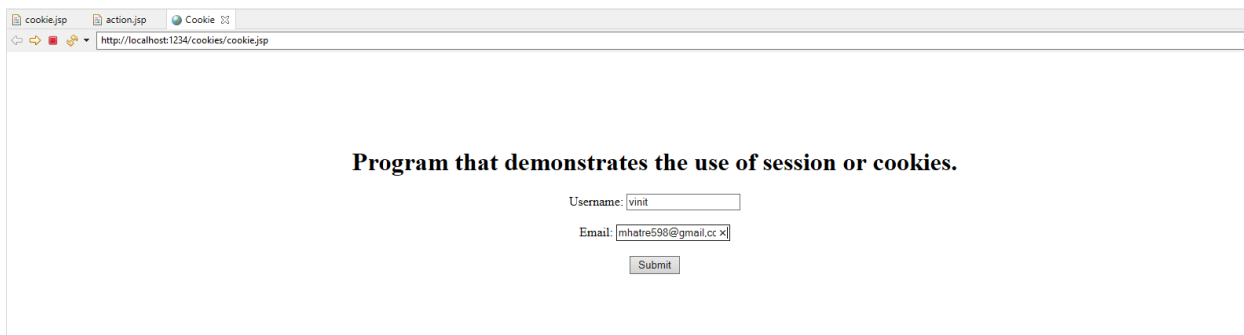 cookie.jsp action.jsp Cookie
http://localhost:1234/cookies/cookie.jsp
Program that demonstrates the use of session or cookies.
Username: vinit
Email: mhatre598@gmail,cc
Submit